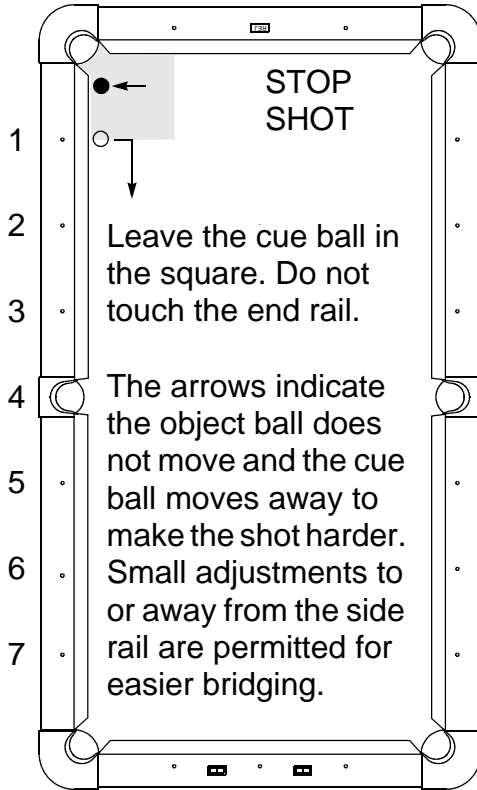 REJ
STOP
SHOT
1
2
Leave the cue ball in
the square. Do not
3
touch the end rail.
4
The arrows indicate
the object ball does
not move and the cue
5
ball moves away to
make the shot harder.
6
Small adjustments to
or away from the side
7
rail are permitted for
easier bridging.